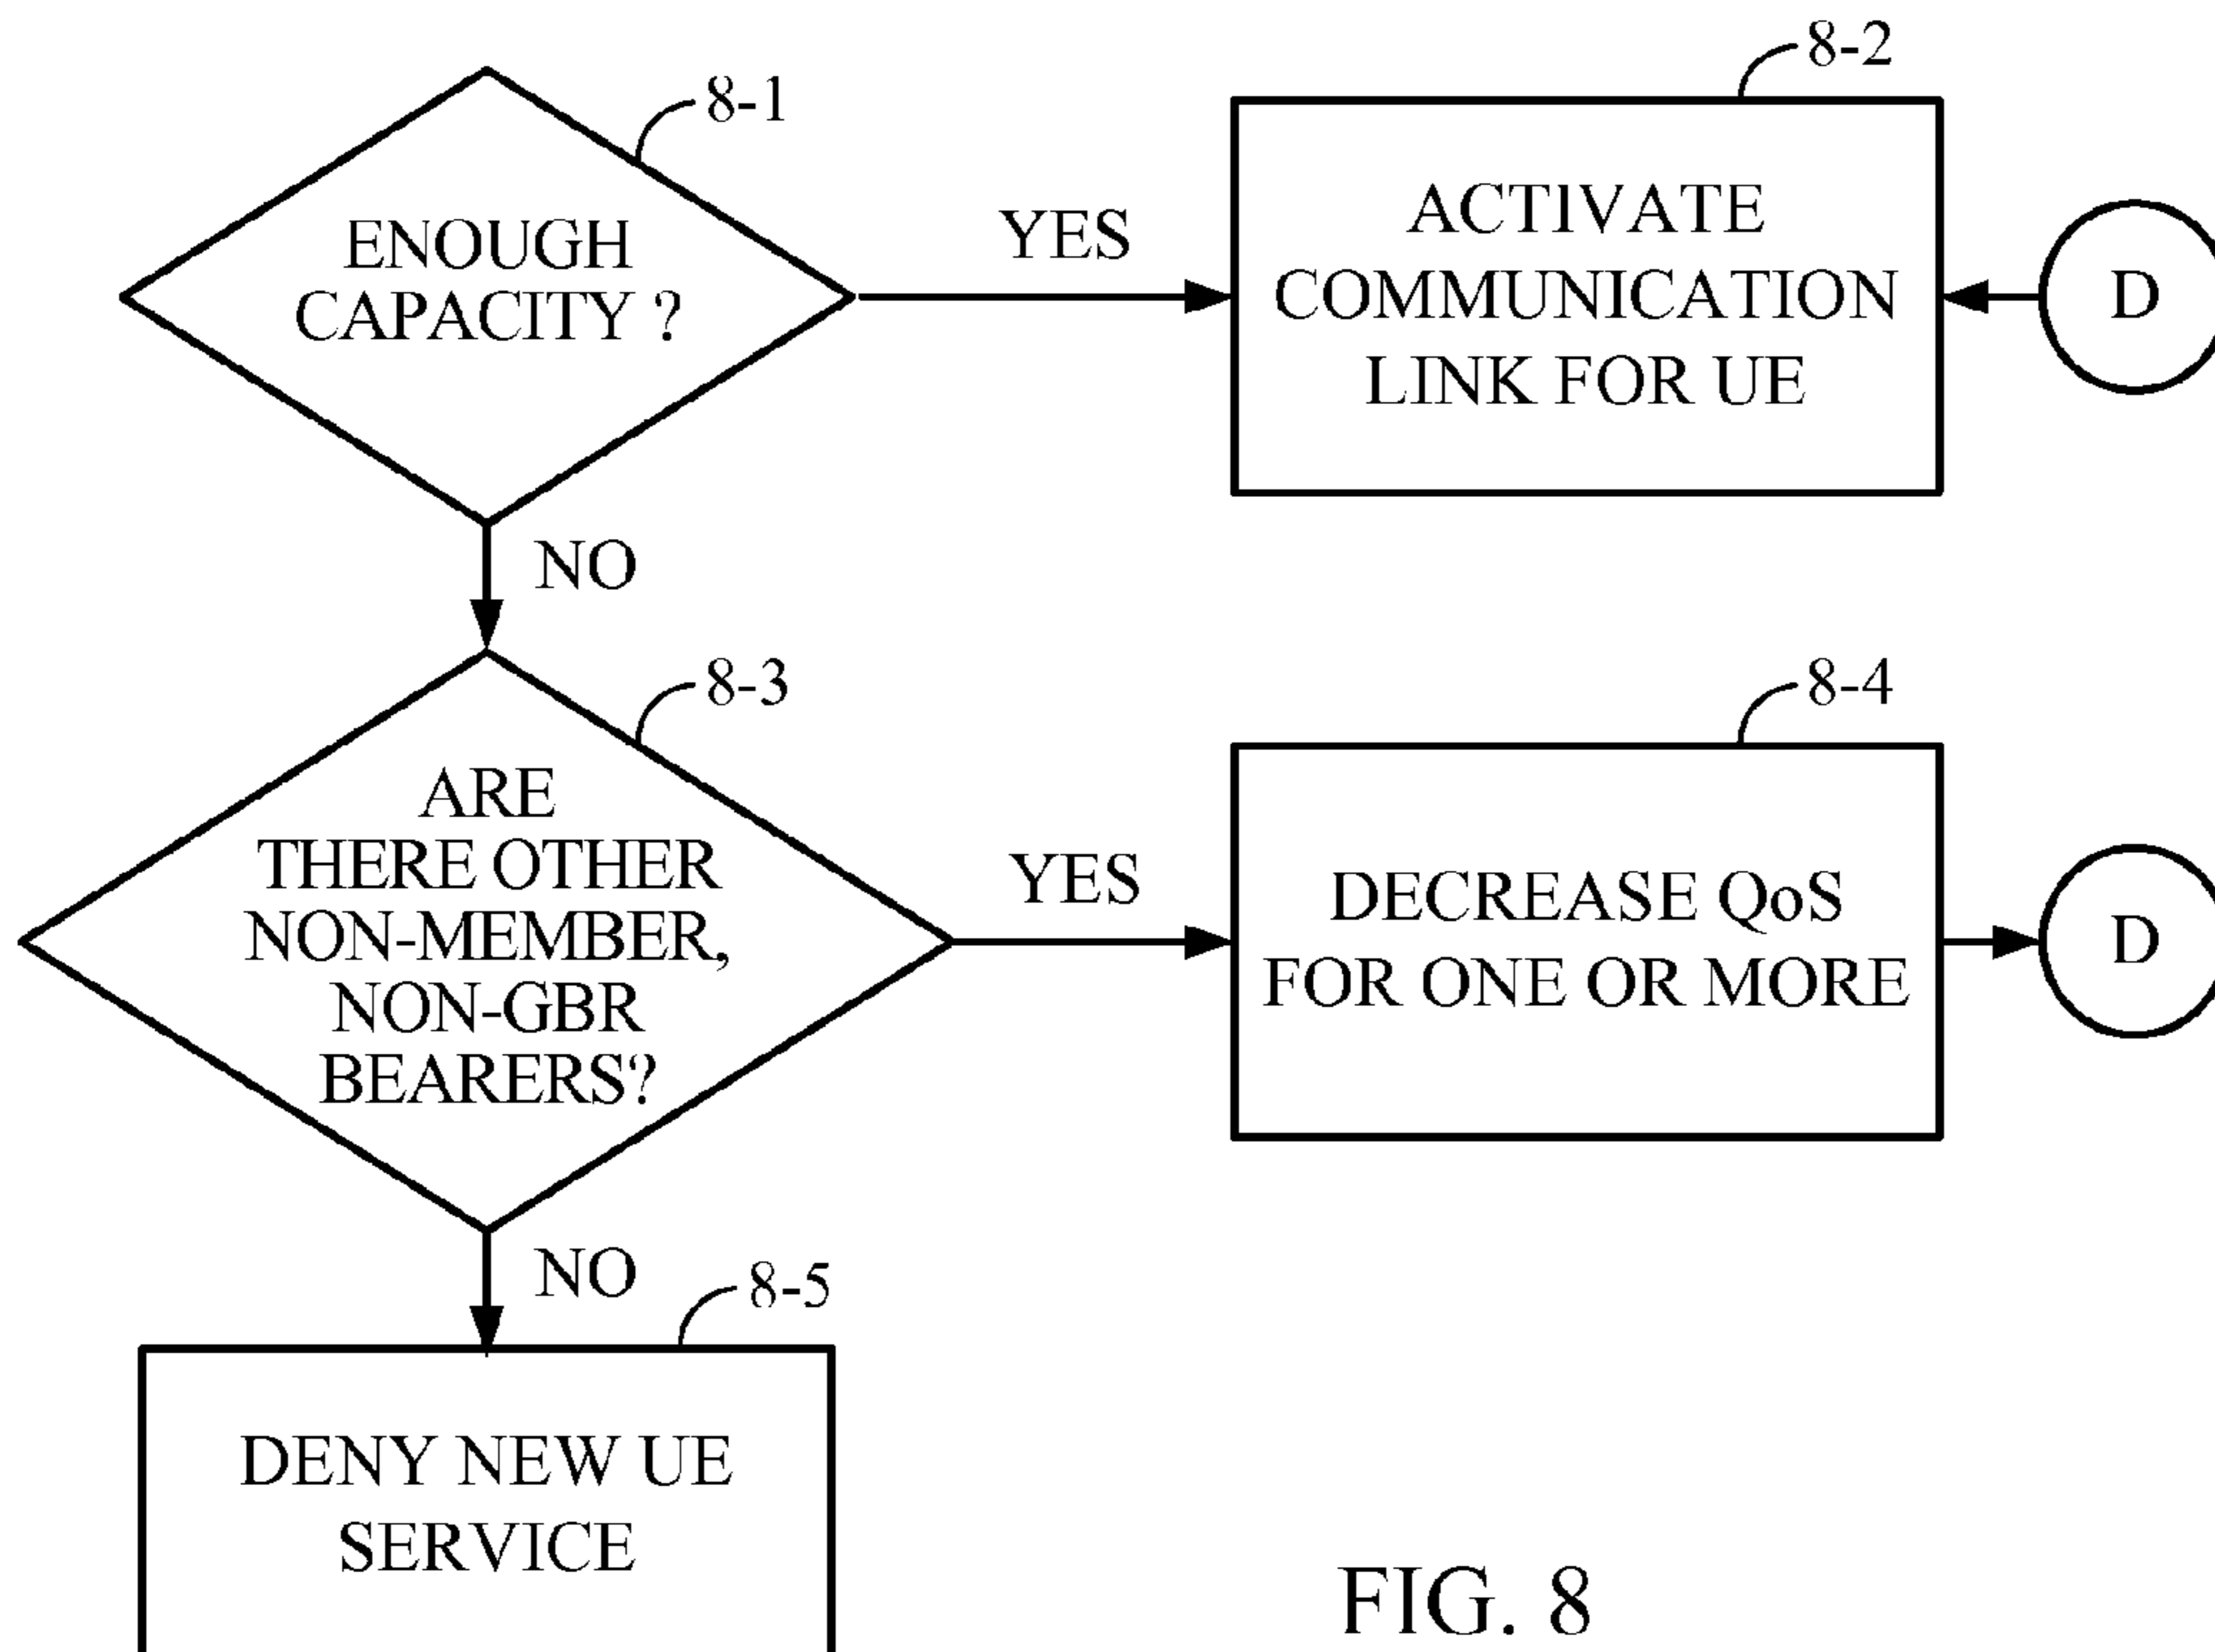 8-1
ENOUGH
CAPACITY ?
YES
8-2
ACTIVATE
COMMUNICATION
LINK FOR UE
D
NO
8-3
ARE
THERE OTHER
NON-MEMBER,
NON-GBR
BEARERS?
YES
8-4
DECREASE QoS
FOR ONE OR MORE
D
NO
8-5
DENY NEW UE
SERVICE
FIG. 8